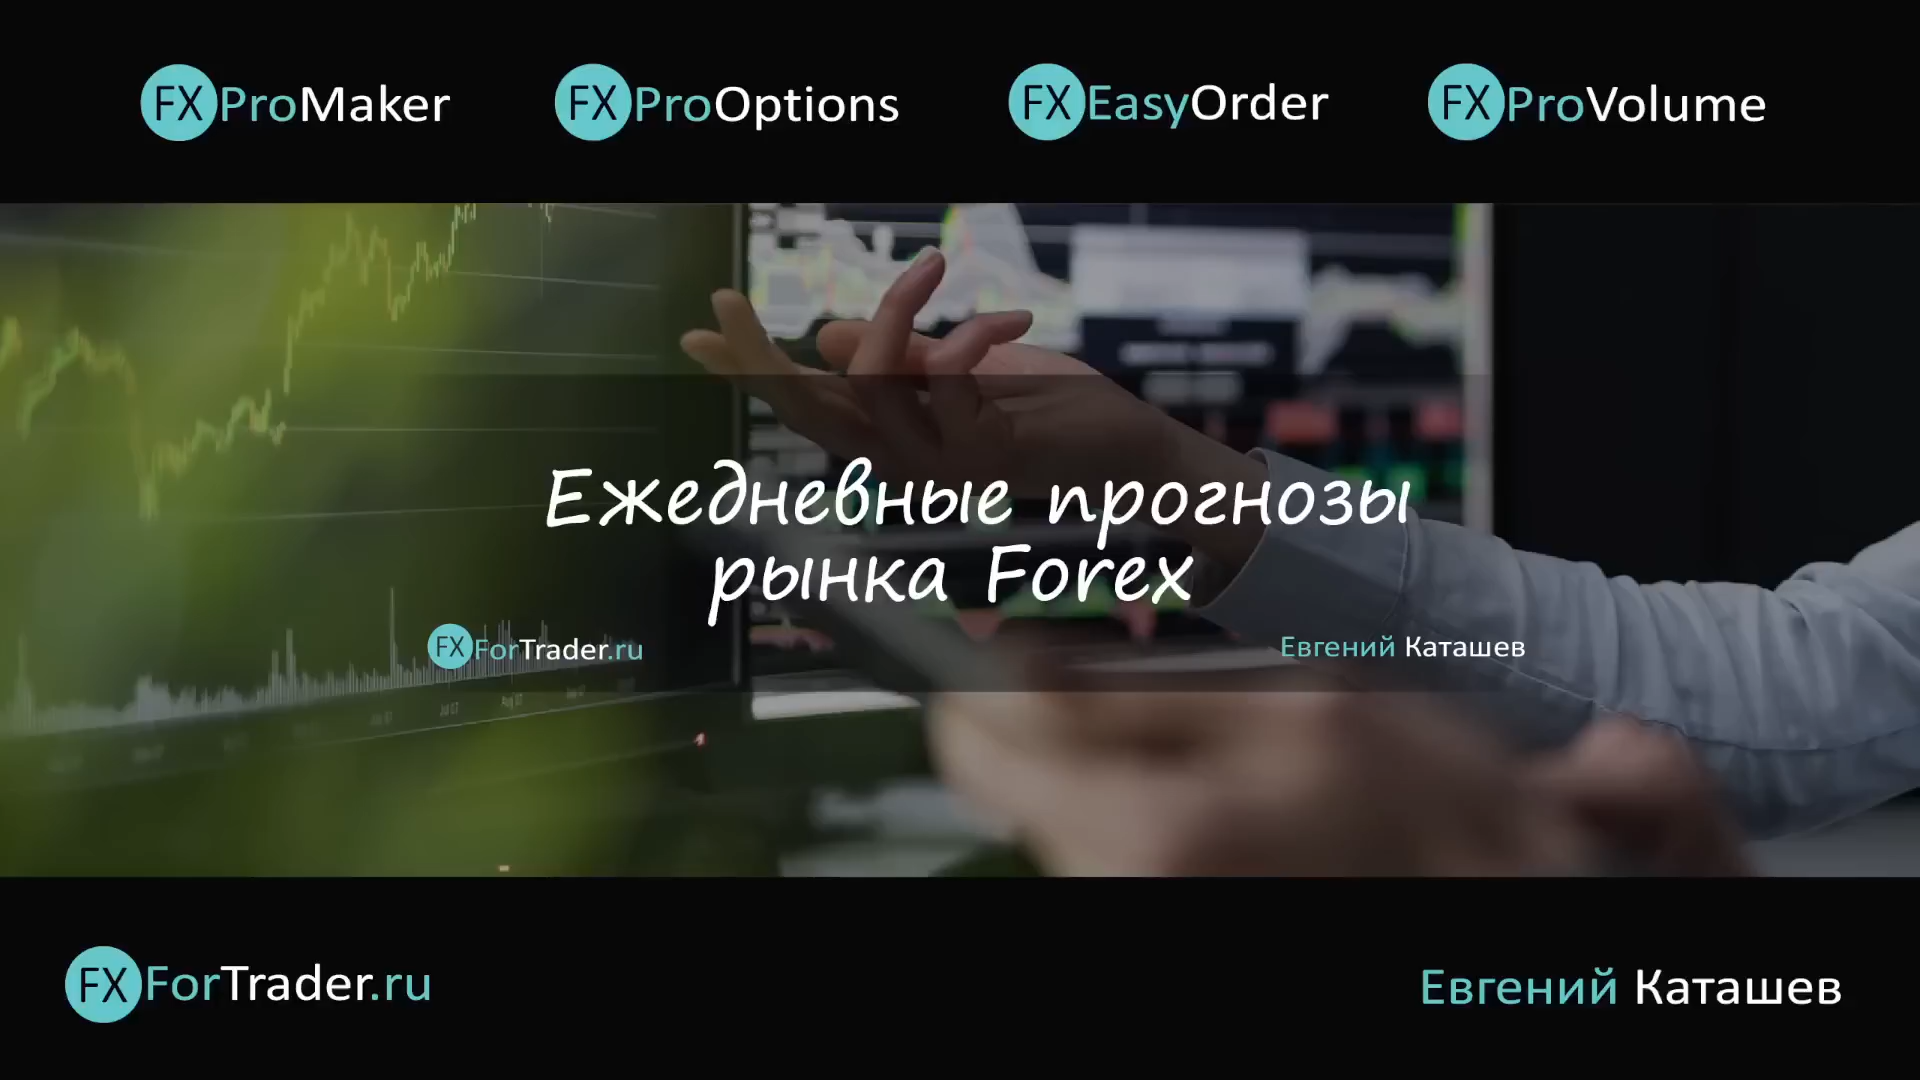 FXProMaker
FXProOptions
FXEasyOrder
FXProVolume
Ежедневные прогнозы
рынка Forex
FXForTrader.ru
Евгений Каташев
FXForTrader.ru
Евгений Каташев